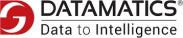 DATAMATICS®
Data to Intelligence